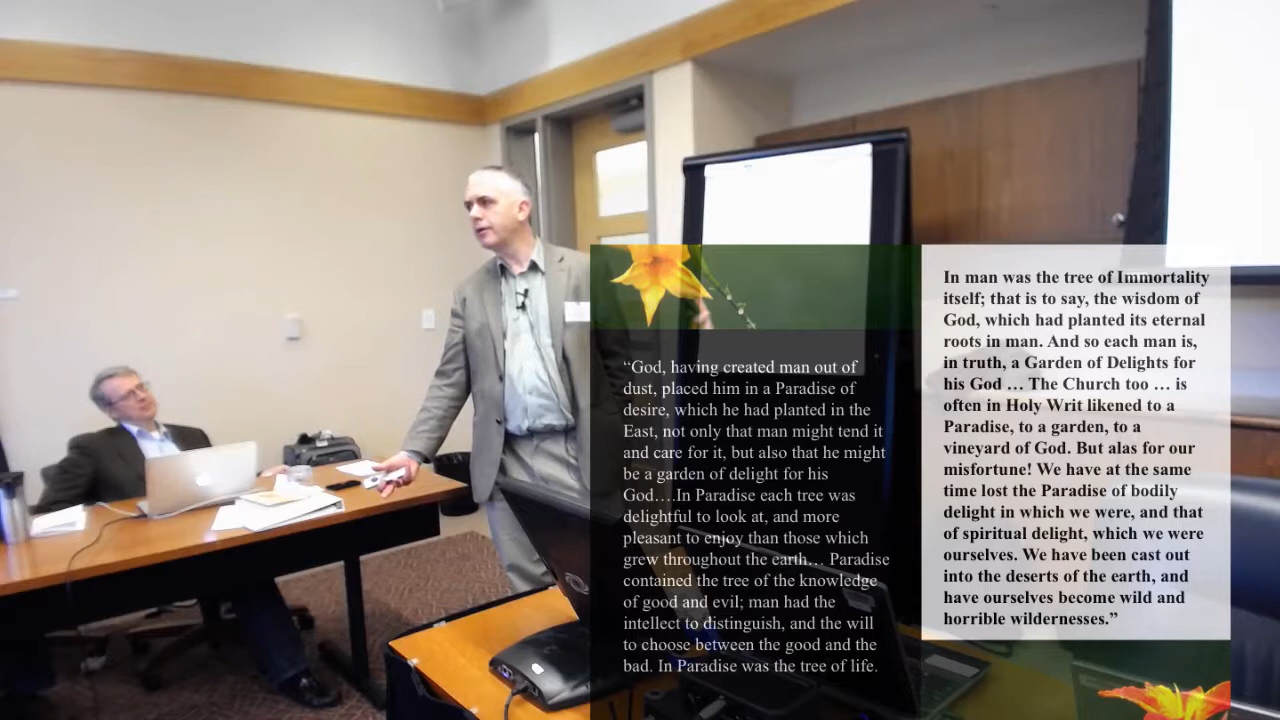 “God, having created man out of
dust, placed him in a Paradise of
desire, which he had planted in the
East, not only that man might tend it
and care for it, but also that he might
be a garden of delight for his
God….In Paradise each tree was
delightful to look at, and more
pleasant to enjoy than those which
grew throughout the earth… Paradise
contained the tree of the knowledge
of good and evil; man had the
intellect to distinguish, and the will
to choose between the good and the
bad. In Paradise was the tree of life.
In man was the tree of Immortality
itself; that is to say, the wisdom of
God, which had planted its eternal
roots in man. And so each man is,
in truth, a Garden of Delights for
his God … The Church too … is
often in Holy Writ likened to a
Paradise, to a garden, to a
vineyard of God. But alas for our
misfortune! We have at the same
time lost the Paradise of bodily
delight in which we were, and that
of spiritual delight, which we were
ourselves. We have been cast out
into the deserts of the earth, and
have ourselves become wild and
horrible wildernesses.”